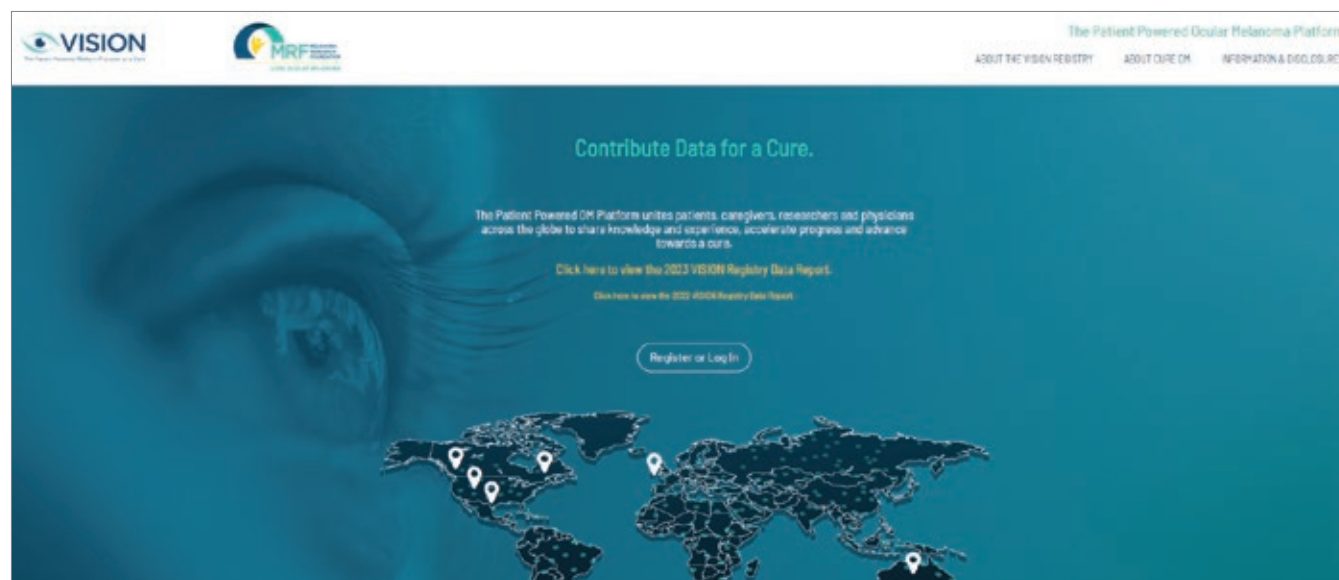 VISION
MRF
The Patient Powered Ocular Melanoma Platform
ABOUT THE VISION REGISTRY ABOUT CURE OM INFORMATION & DISCLOSURE
Contribute Data for a Cure.
The Patient Powered OM Platform unites patients, caregivers, researchers and physicians
across the globe to share knowledge and experience, accelerate progress and advance
towards a cure.
Click here to view the 2023 VISION Registry Data Report.
Click here to view the 2022 VISION Registry Data Report.
Register or Log In